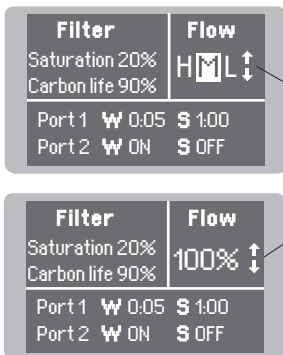 Filter Flow
Saturation 20%
Carbon life 90%
H M L
Port 1 W 0:05 S 1:00
Port 2 W ON S OFF
Filter Flow
Saturation 20%
Carbon life 90%
100%
Port 1 W 0:05 S 1:00
Port 2 W ON S OFF